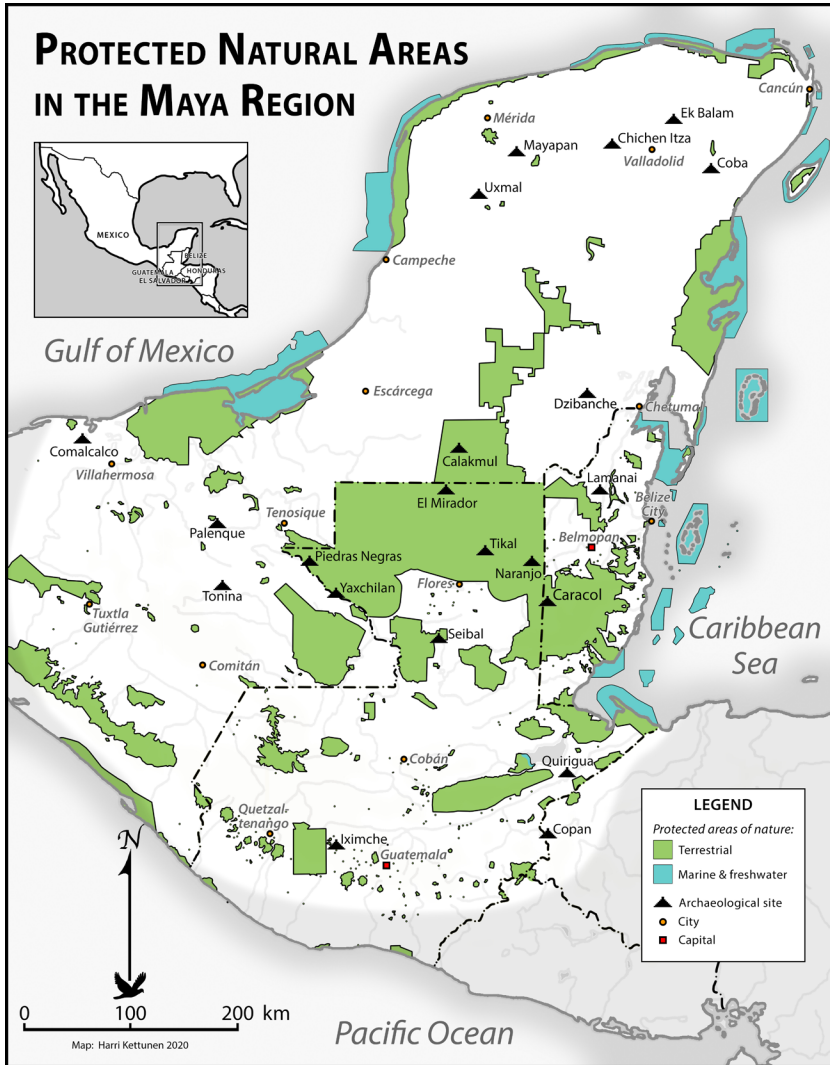 PROTECTED NATURAL AREAS
IN THE MAYA REGION
MEXICO
BELIZE
GUATEMALA
HONDURAS
EL SALVADOR
Cancún
Ek Balam
Mérida
Chichen Itza
Mayapan
Valladolid
Coba
Uxmal
Campeche
Gulf of Mexico
Escárcega
Dzibanche
Chetumal
Comalcalco
Calakmul
Villahermosa
Lamanai
El Mirador
Belize
City
Tenosique
Palenque
Belmopan
Tikal
Piedras Negras
Naranjo
Flores
Yaxchilan
Tonina
Caracol
Tuxtla
Gutiérrez
Seibal
Caribbean
Sea
Comitán
Cobán
Quirigua
Quetzal-
tenango
Iximche
Copan
Guatemala
LEGEND
Protected areas of nature:
Terrestrial
Marine & freshwater
Archaeological site
City
Capital
N
0 100 200 km
Pacific Ocean
Map: Harri Kettunen 2020